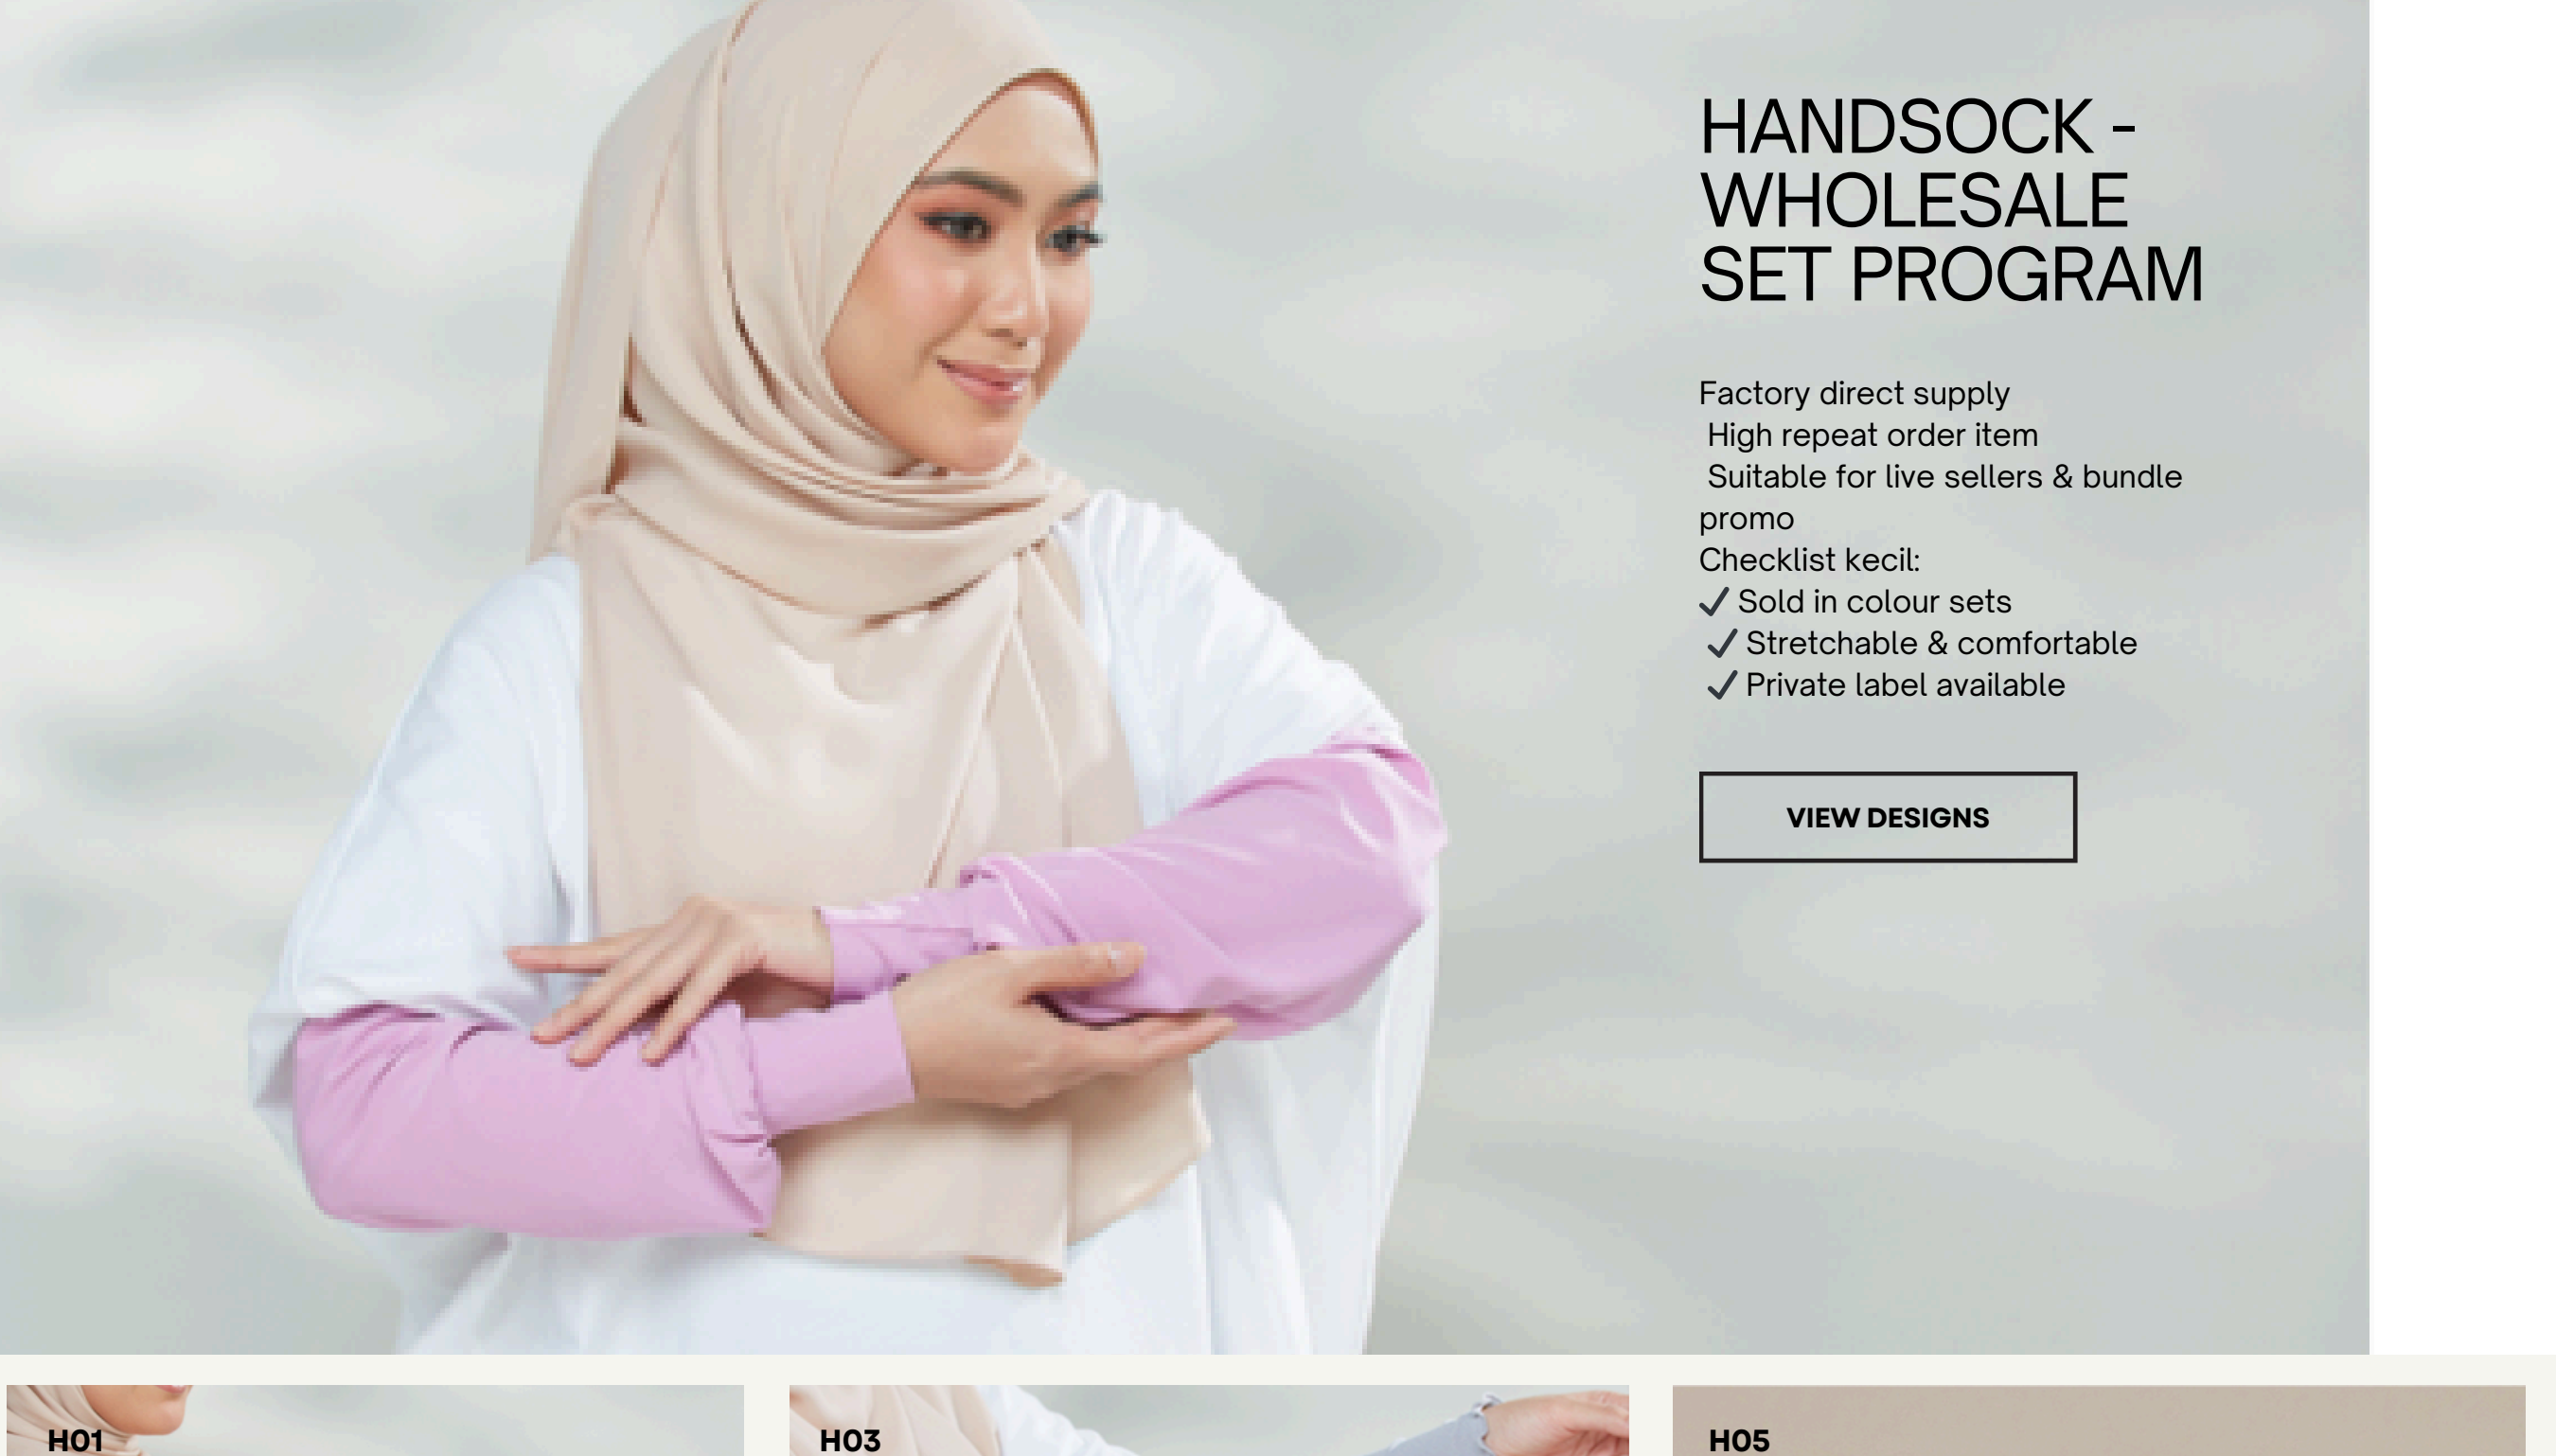 HANDSOCK -
WHOLESALE
SET PROGRAM
Factory direct supply
High repeat order item
Suitable for live sellers & bundle
promo
Checklist kecil:
✓ Sold in colour sets
✓ Stretchable & comfortable
✓ Private label available
VIEW DESIGNS
H01
H03
H05